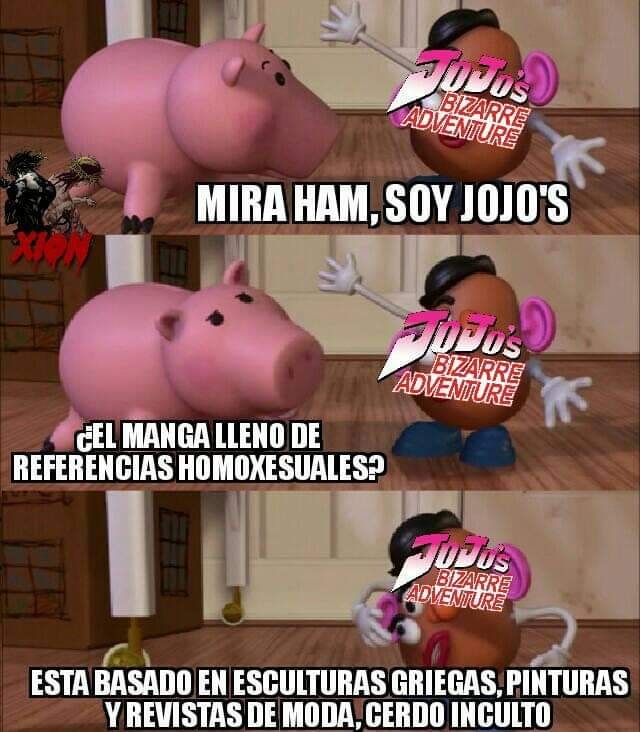 JOJO'S
BIZARRE
ADVENTURE
MIRA HAM, SOY JOJO'S
XION
JOJO'S
BIZARRE
ADVENTURE
¿EL MANGA LLENO DE
REFERENCIAS HOMOXESUALES?
JOJO'S
BIZARRE
ADVENTURE
ESTA BASADO EN ESCULTURAS GRIEGAS, PINTURAS
Y REVISTAS DE MODA, CERDO INCULTO